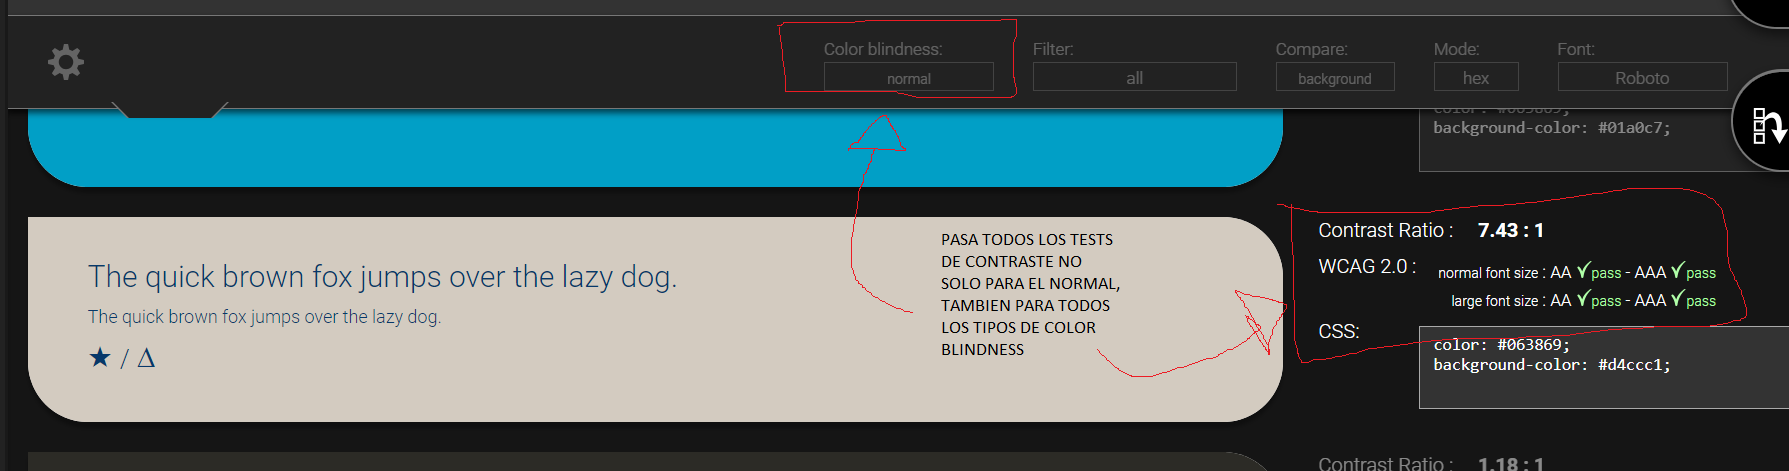 Color blindness:
normal
Filter:
all
Compare:
background
Mode:
hex
Font:
Roboto
background-color: #01a0c7;
The quick brown fox jumps over the lazy dog.
The quick brown fox jumps over the lazy dog.
★ / Δ
PASA TODOS LOS TESTS
DE CONTRASTE NO
SOLO PARA EL NORMAL,
TAMBIEN PARA TODOS
LOS TIPOS DE COLOR
BLINDNESS
Contrast Ratio : 7.43 : 1
WCAG 2.0 : normal font size : AA ✓pass - AAA ✓pass
large font size : AA ✓pass - AAA ✓pass
CSS:
color: #063869;
background-color: #d4ccc1;
Contrast Ratio : 1.18 : 1